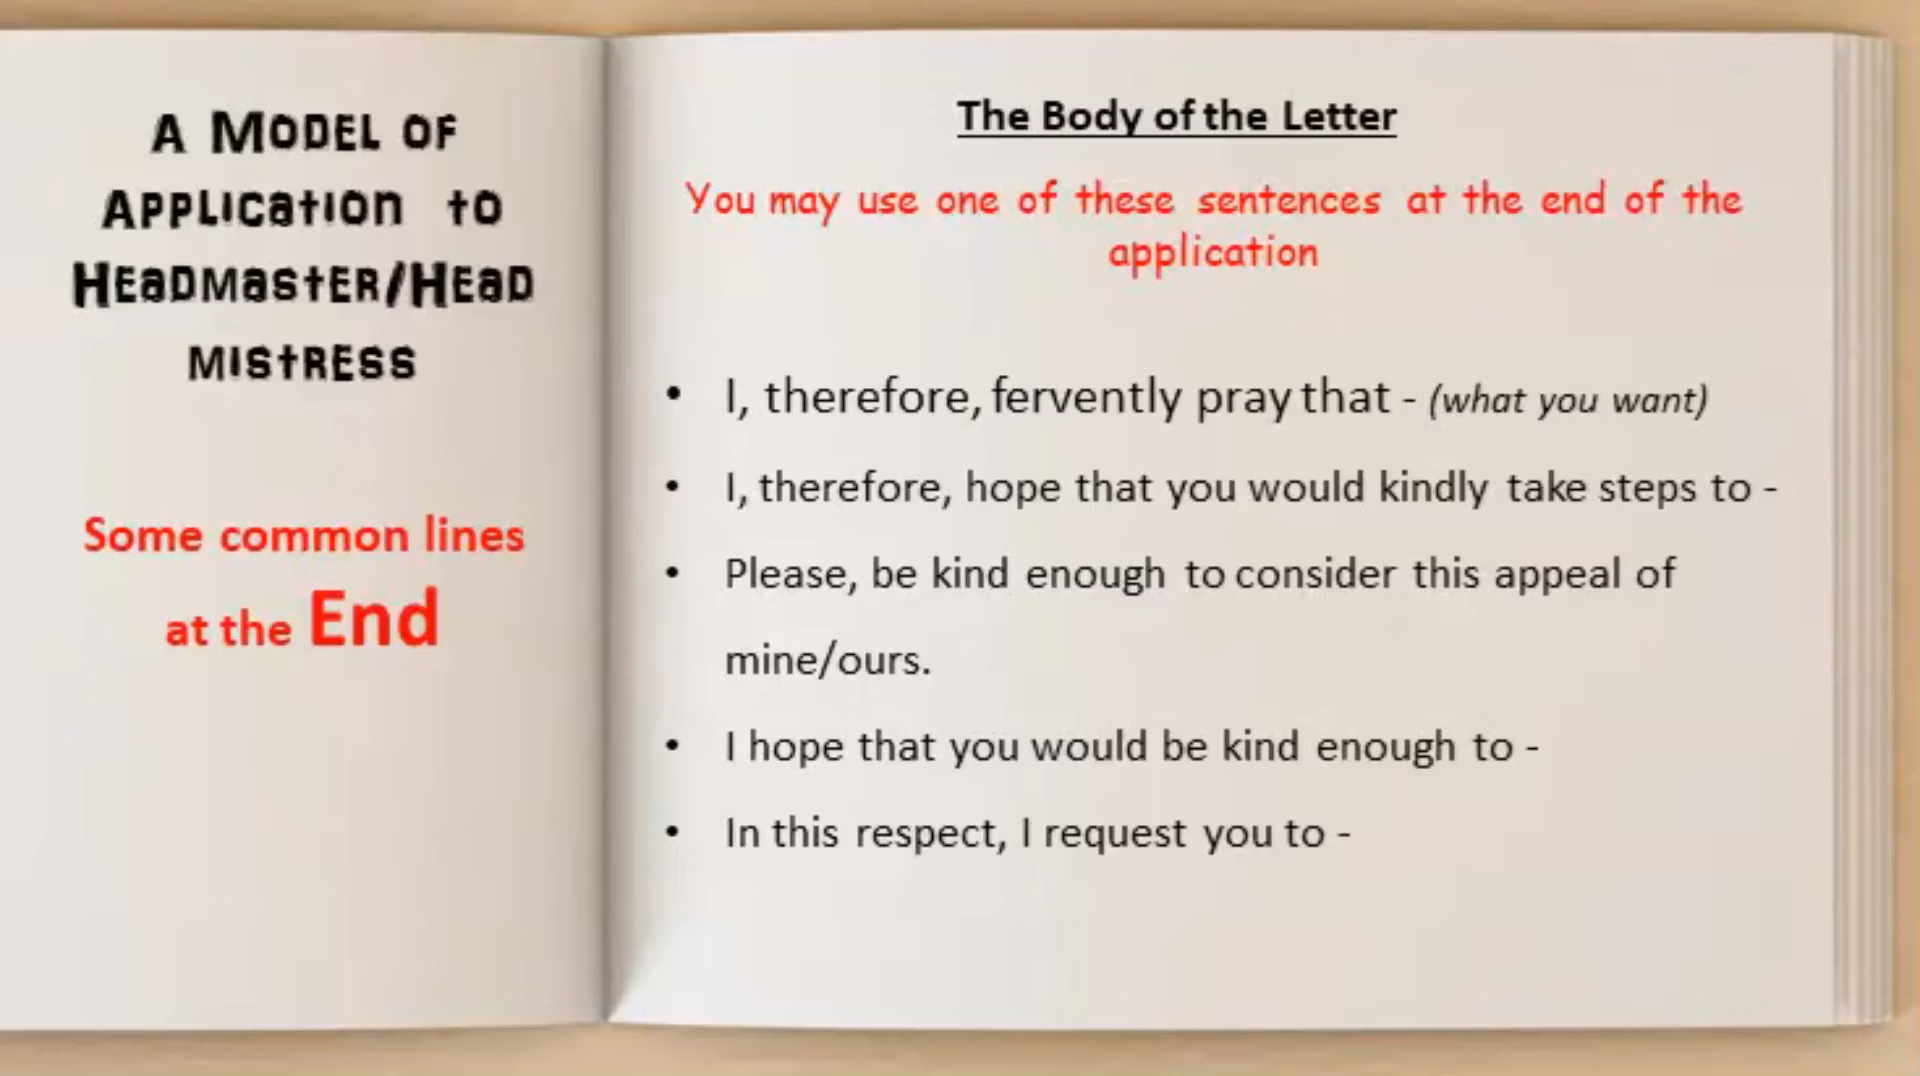 A Model of
Application to
Headmaster/Head
mistress
Some common lines
at the End
The Body of the Letter
You may use one of these sentences at the end of the
application
• I, therefore, fervently pray that - (what you want)
• I, therefore, hope that you would kindly take steps to -
• Please, be kind enough to consider this appeal of
mine/ours.
• I hope that you would be kind enough to -
• In this respect, I request you to -